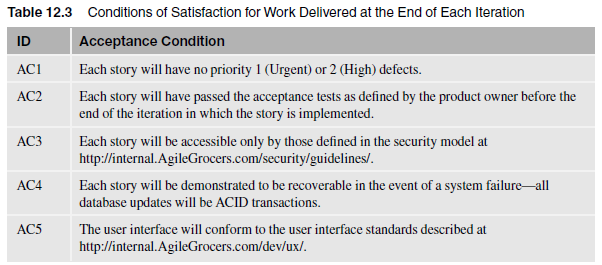 Table 12.3 Conditions of Satisfaction for Work Delivered at the End of Each Iteration
ID Acceptance Condition
AC1 Each story will have no priority 1 (Urgent) or 2 (High) defects.
AC2 Each story will have passed the acceptance tests as defined by the product owner before the
end of the iteration in which the story is implemented.
AC3 Each story will be accessible only by those defined in the security model at
http://internal.AgileGrocers.com/security/guidelines/.
AC4 Each story will be demonstrated to be recoverable in the event of a system failure—all
database updates will be ACID transactions.
AC5 The user interface will conform to the user interface standards described at
http://internal.AgileGrocers.com/dev/ux/.